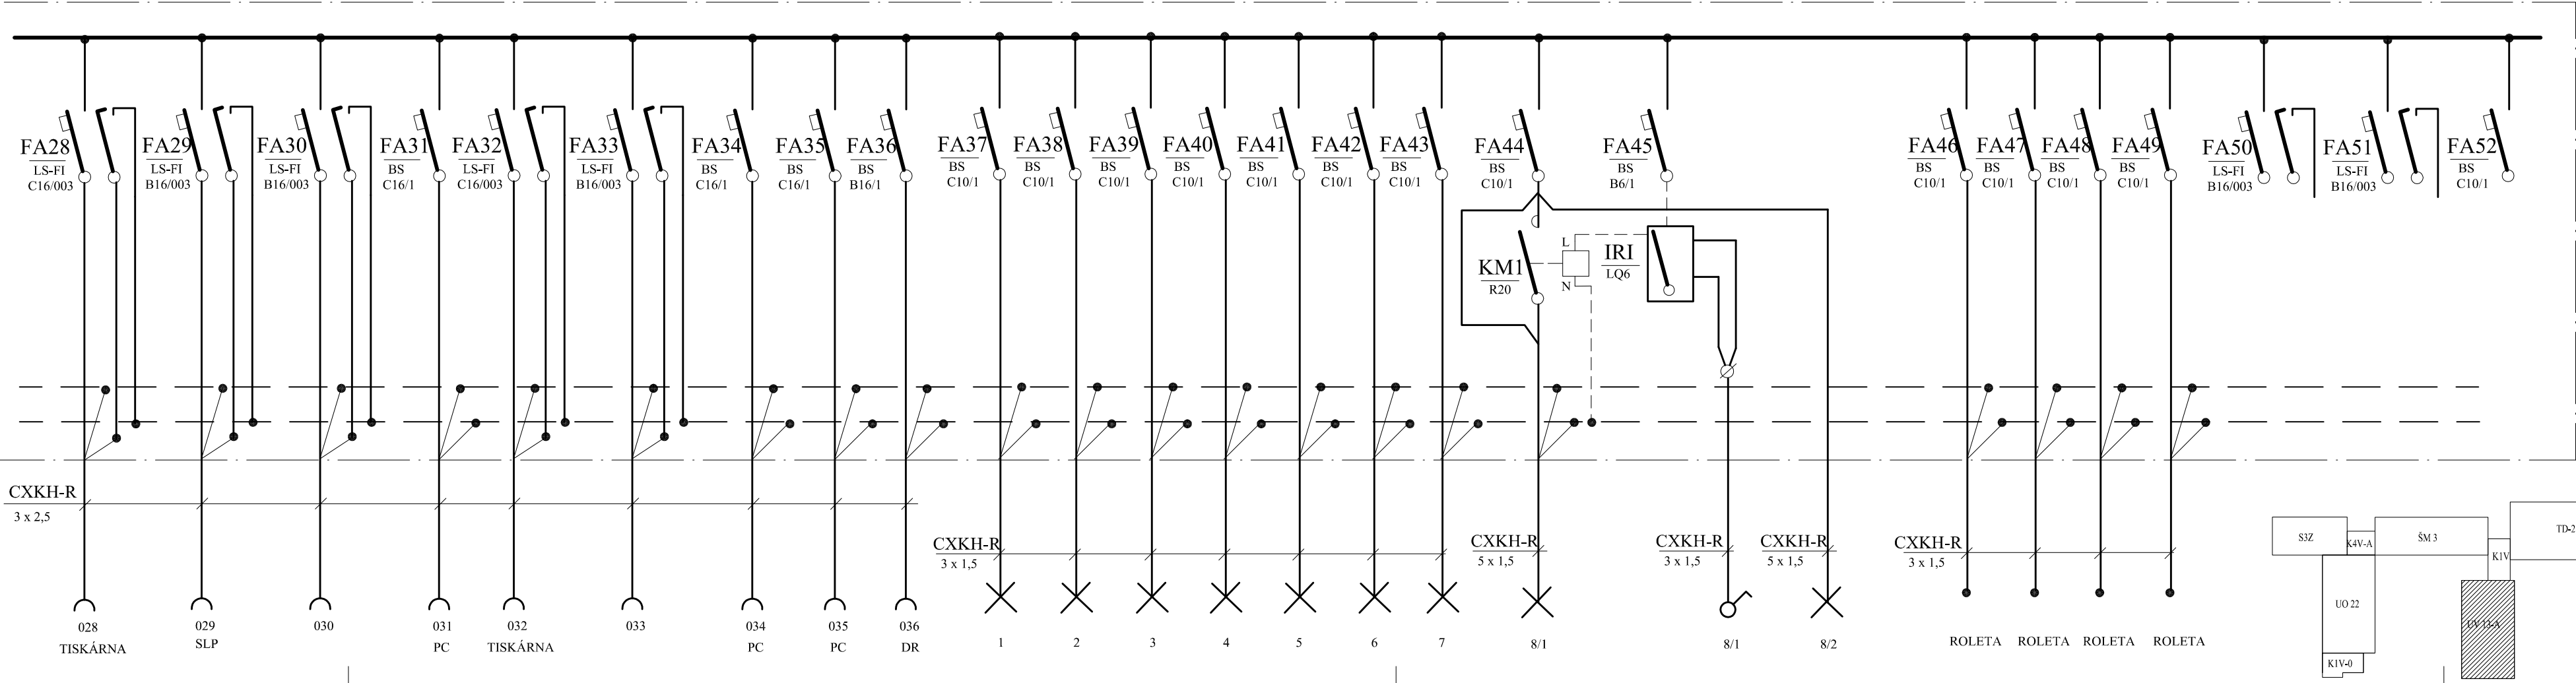 FA28
LS-FI
C16/003
FA29
LS-FI
B16/003
FA30
LS-FI
B16/003
FA31
BS
C16/1
FA32
LS-FI
C16/003
FA33
LS-FI
B16/003
FA34
BS
C16/1
FA35
BS
C16/1
FA36
BS
B16/1
FA37
BS
C10/1
FA38
BS
C10/1
FA39
BS
C10/1
FA40
BS
C10/1
FA41
BS
C10/1
FA42
BS
C10/1
FA43
BS
C10/1
FA44
BS
C10/1
FA45
BS
B6/1
FA46
BS
C10/1
FA47
BS
C10/1
FA48
BS
C10/1
FA49
BS
C10/1
FA50
LS-FI
B16/003
FA51
LS-FI
B16/003
FA52
BS
C10/1
KM1
R20
L
N
IRI
LQ6
CXKH-R
3 x 2,5
CXKH-R
3 x 1,5
CXKH-R
5 x 1,5
CXKH-R
3 x 1,5
CXKH-R
5 x 1,5
CXKH-R
3 x 1,5
028
TISKÁRNA
029
SLP
030
031
PC
032
TISKÁRNA
033
034
PC
035
PC
036
DR
1
2
3
4
5
6
7
8/1
8/1
8/2
ROLETA
ROLETA
ROLETA
ROLETA
S3Z
K4V-A
ŠM 3
K1V
TD-2
UO 22
UV 13-A
K1V-0